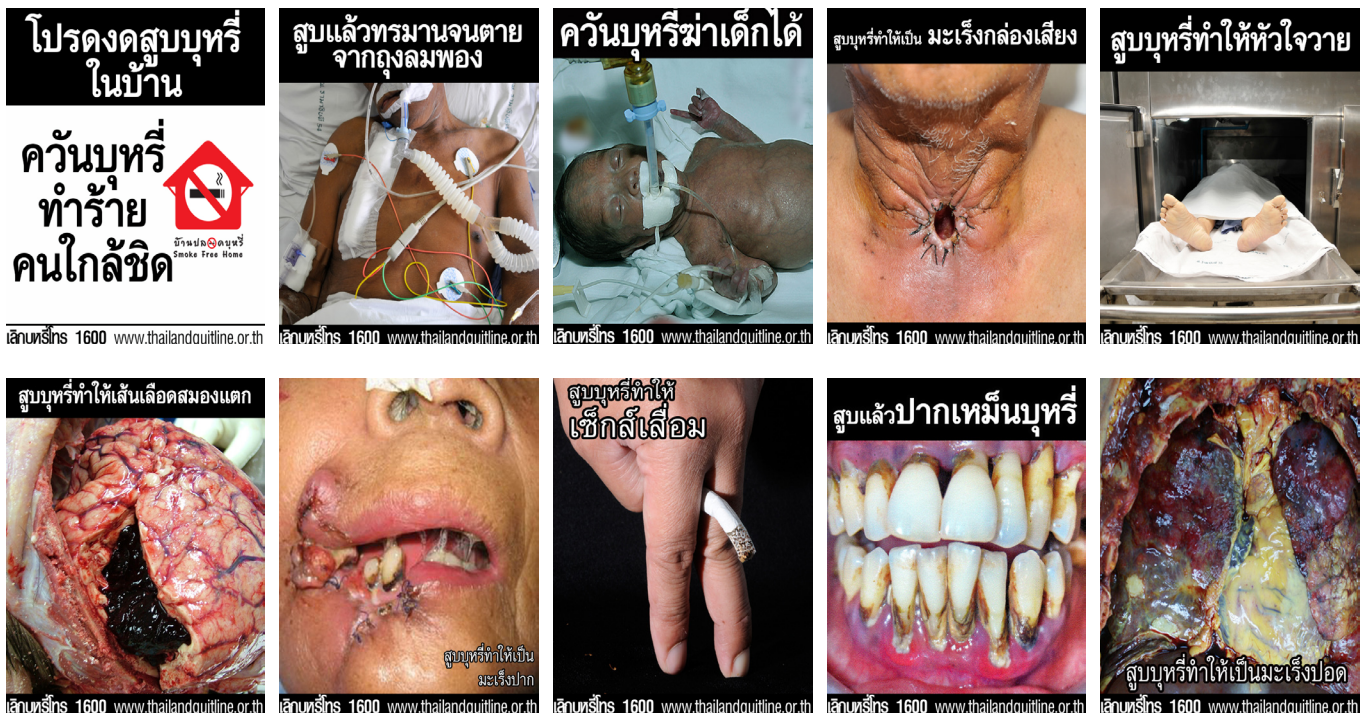 โปรดงดสูบบุหรี่
ในบ้าน
ควันบุหรี่
ทำร้าย
คนใกล้ชิด
บ้านปลอดบุหรี่
Smoke Free Home
เลิกบุหรี่โทร 1600 www.thailandquitline.or.th
สูบแล้วทรมานจนตาย
จากถุงลมพอง
เลิกบุหรี่โทร 1600 www.thailandquitline.or.th
ควันบุหรี่ฆ่าเด็กได้
เลิกบุหรี่โทร 1600 www.thailandquitline.or.th
สูบบุหรี่ทำให้เป็น มะเร็งกล่องเสียง
เลิกบุหรี่โทร 1600 www.thailandquitline.or.th
สูบบุหรี่ทำให้หัวใจวาย
เลิกบุหรี่โทร 1600 www.thailandquitline.or.th
สูบบุหรี่ทำให้เส้นเลือดสมองแตก
เลิกบุหรี่โทร 1600 www.thailandquitline.or.th
สูบบุหรี่ทำให้เป็น
มะเร็งปาก
เลิกบุหรี่โทร 1600 www.thailandquitline.or.th
สูบบุหรี่ทำให้
เซ็กส์เสื่อม
เลิกบุหรี่โทร 1600 www.thailandquitline.or.th
สูบแล้วปากเหม็นบุหรี่
เลิกบุหรี่โทร 1600 www.thailandquitline.or.th
สูบบุหรี่ทำให้เป็นมะเร็งปอด
เลิกบุหรี่โทร 1600 www.thailandquitline.or.th